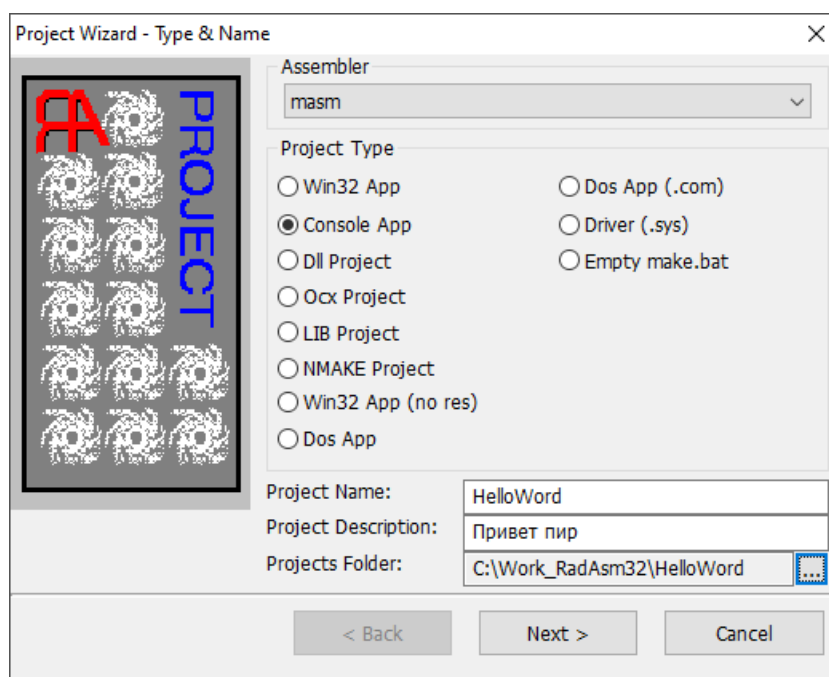 Project Wizard - Type & Name
RA
PROJECT
Assembler
masm
Project Type
Win32 App
Console App
Dll Project
Ocx Project
LIB Project
NMAKE Project
Win32 App (no res)
Dos App
Dos App (.com)
Driver (.sys)
Empty make.bat
Project Name: HelloWord
Project Description: Привет пир
Projects Folder: C:\Work_RadAsm32\HelloWord ...
< Back Next > Cancel